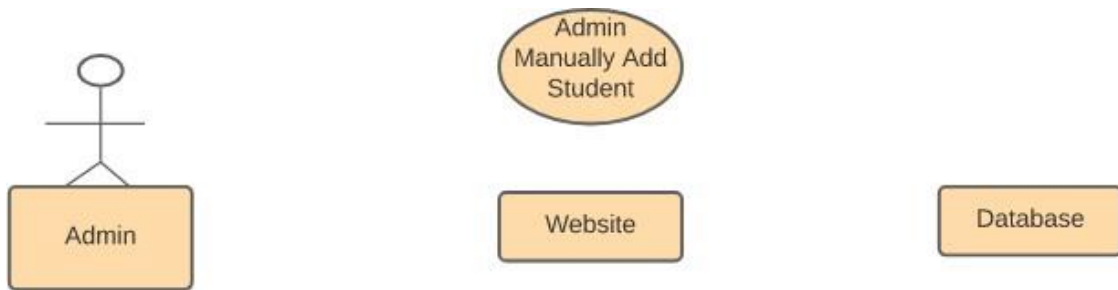 Admin
Manually Add
Student
Admin
Website
Database